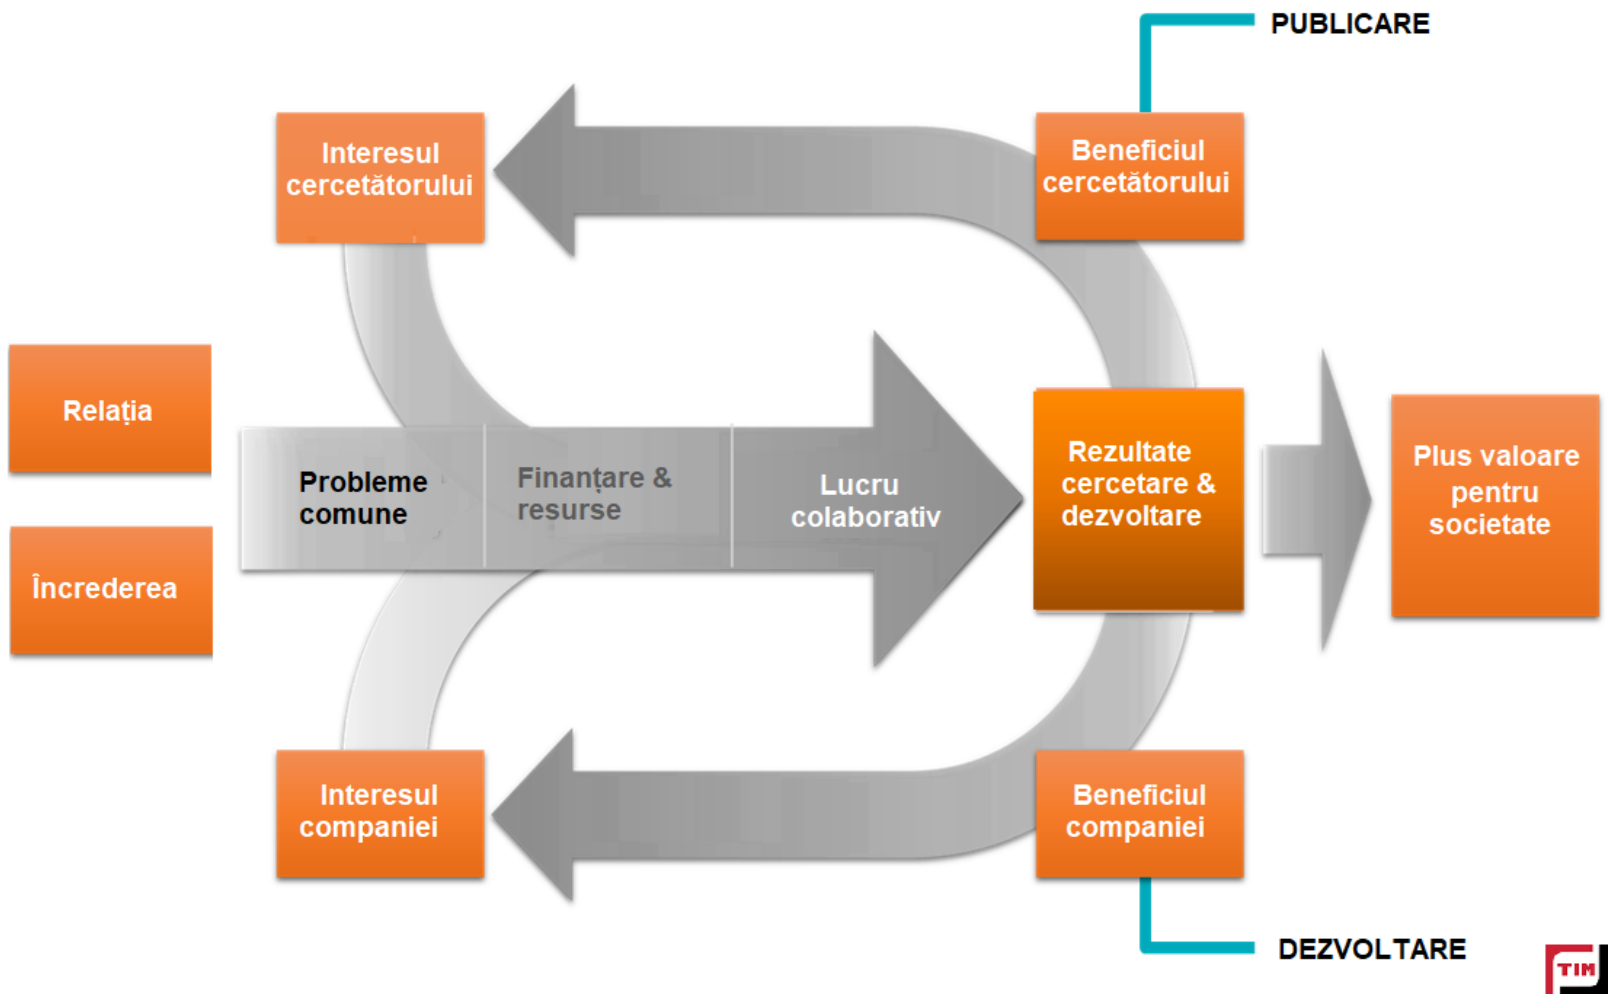 PUBLICARE
Interesul
cercetătorului
Beneficiul
cercetătorului
Relația
Încrederea
Probleme
comune
Finanțare &
resurse
Lucru
colaborativ
Rezultate
cercetare &
dezvoltare
Plus valoare
pentru
societate
Interesul
companiei
Beneficiul
companiei
DEZVOLTARE
TIM